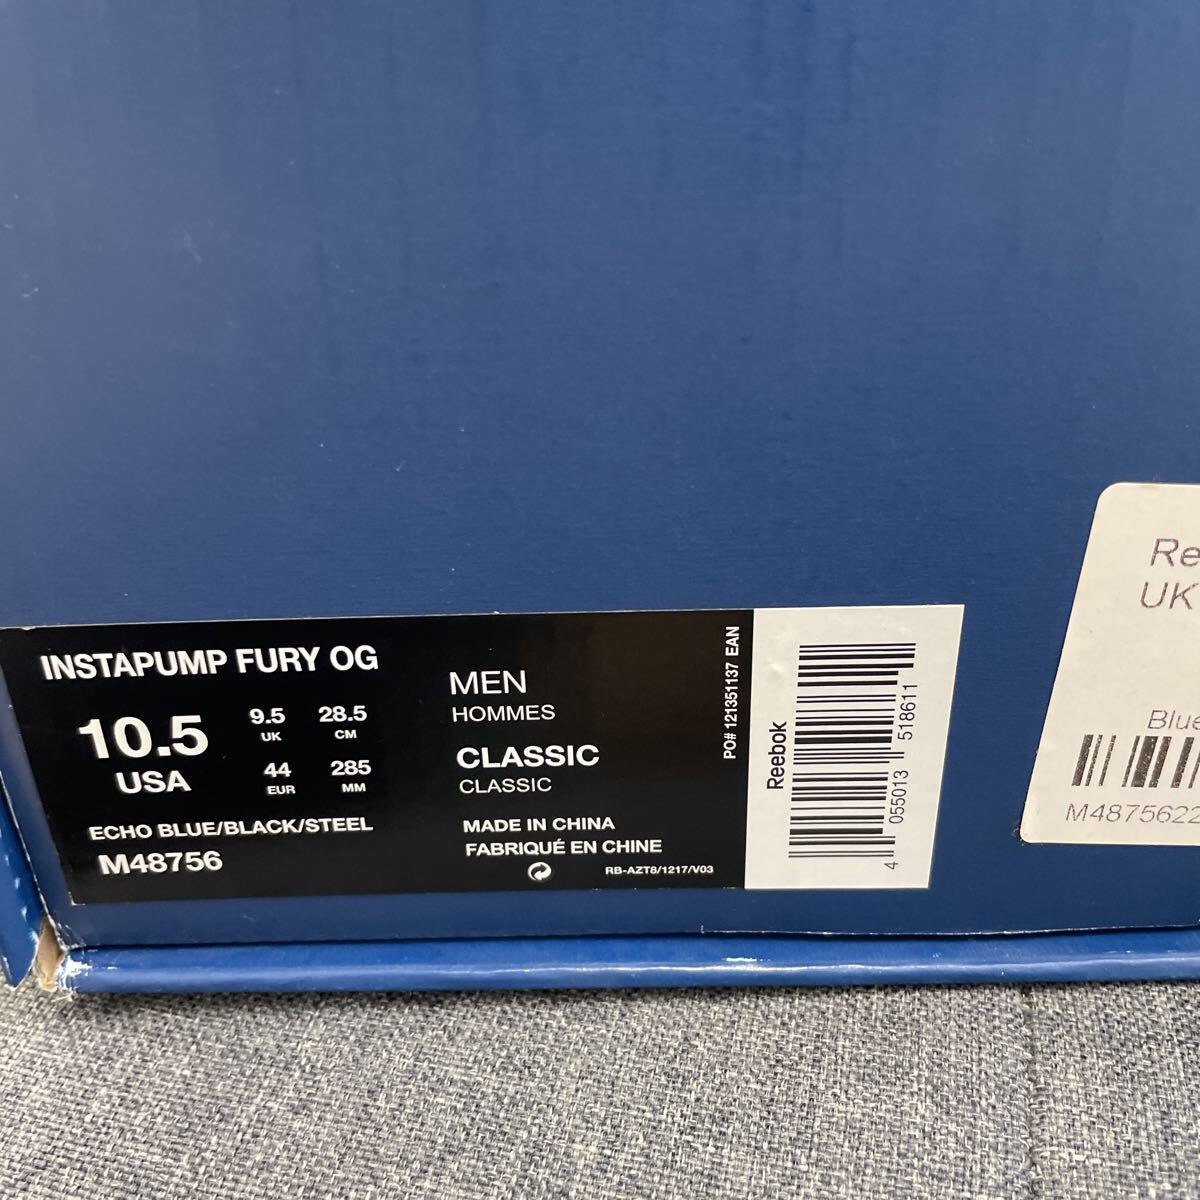 INSTAPUMP FURY OG
10.5
USA
9.5
UK
28.5
CM
44
EUR
285
MM
ECHO BLUE/BLACK/STEEL
M48756
MEN
HOMMES
CLASSIC
CLASSIC
MADE IN CHINA
FABRIQUÉ EN CHINE
RB-AZT8/1217/V03
PO# 121351137 EAN
Reebok
4 055013 518611
Re
UK
Blue
M4875622